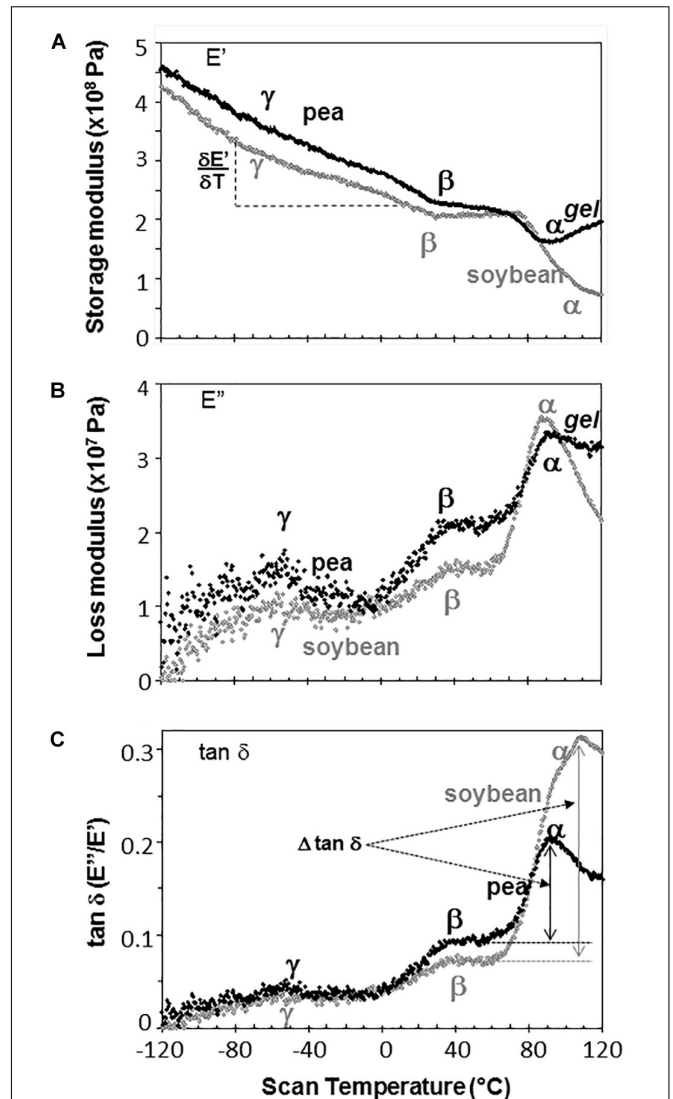 A
E'
5
4
3
2
1
0
Storage modulus (x10⁸ Pa)
γ
pea
δE'
δT
γ
β
β
α
gel
soybean
α
B
E"
4
3
2
1
0
Loss modulus (x10⁷ Pa)
α
gel
α
β
γ
pea
β
γ
soybean
C
tan δ
0.3
0.2
0.1
0
tan δ (E"/E')
α
soybean
α
Δ tan δ
pea
β
γ
β
γ
-120 -80 -40 0 40 80 120
Scan Temperature (°C)